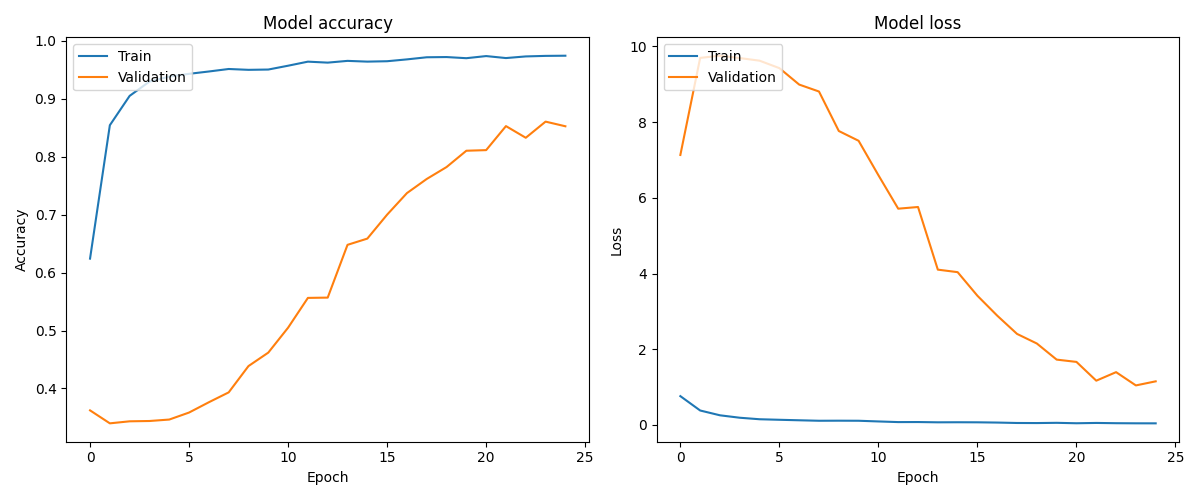 Model accuracy
Train
Validation
1.0
0.9
0.8
0.7
0.6
0.5
0.4
Accuracy
0 5 10 15 20 25
Epoch
Model loss
Train
Validation
10
8
6
4
2
0
Loss
0 5 10 15 20 25
Epoch